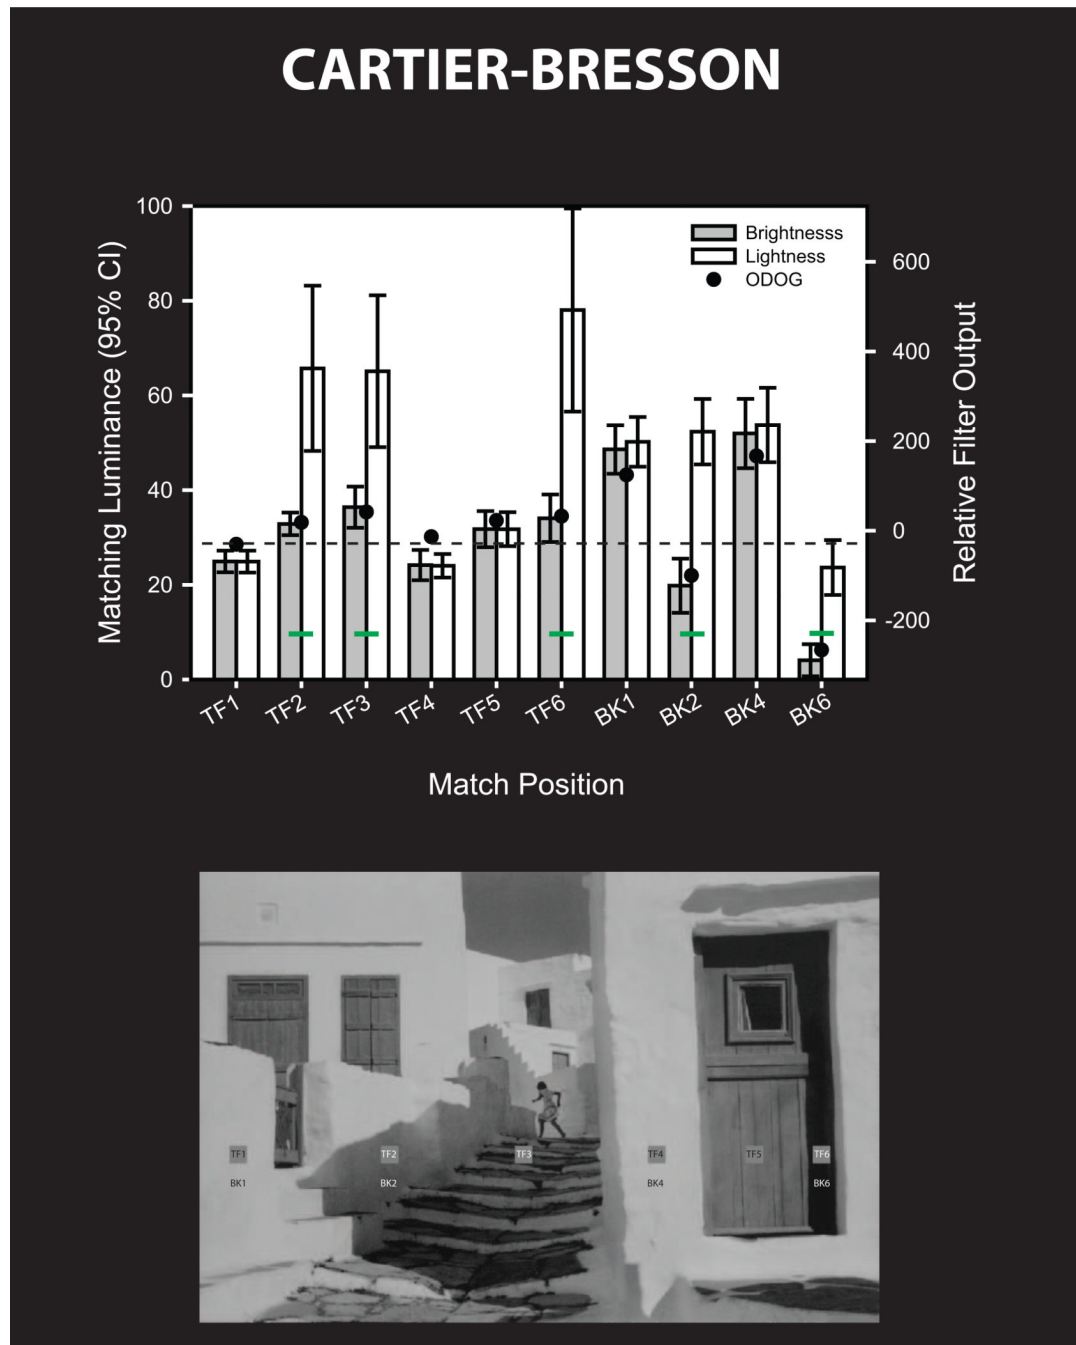 CARTIER-BRESSON
Matching Luminance (95% CI)
100
80
60
40
20
0
Brightnesss
Lightness
ODOG
600
400
200
0
-200
Relative Filter Output
TF1 TF2 TF3 TF4 TF5 TF6 BK1 BK2 BK4 BK6
Match Position
TF1 TF2 TF3 TF4 TF5 TF6
BK1 BK2 BK4 BK6